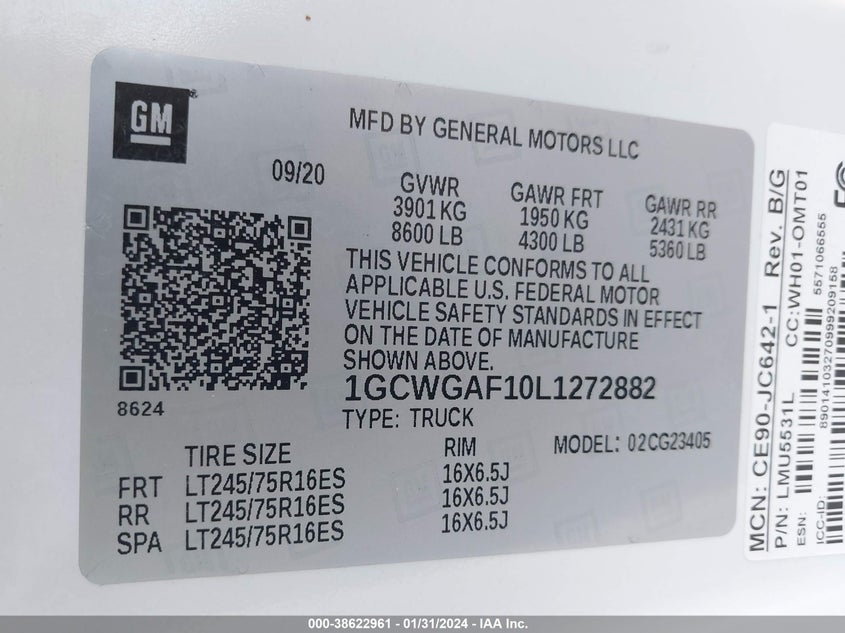 GM
MFD BY GENERAL MOTORS LLC
09/20
GVWR GAWR FRT GAWR RR
3901 KG 1950 KG 2431 KG
8600 LB 4300 LB 5360 LB
THIS VEHICLE CONFORMS TO ALL
APPLICABLE U.S. FEDERAL MOTOR
VEHICLE SAFETY STANDARDS IN EFFECT
ON THE DATE OF MANUFACTURE
SHOWN ABOVE.
1GCWGAF10L1272882
8624
TYPE: TRUCK
TIRE SIZE RIM MODEL: 02CG23405
FRT LT245/75R16ES 16X6.5J
RR LT245/75R16ES 16X6.5J
SPA LT245/75R16ES 16X6.5J
MCN: CE90-JC642-1 Rev. B/G
P/N: LMU5531L CC:WH01-OMT01
ESN: 5571066555
ICC-ID: 89014103270999209158
000-38622961 - 01/31/2024 - IAA Inc.